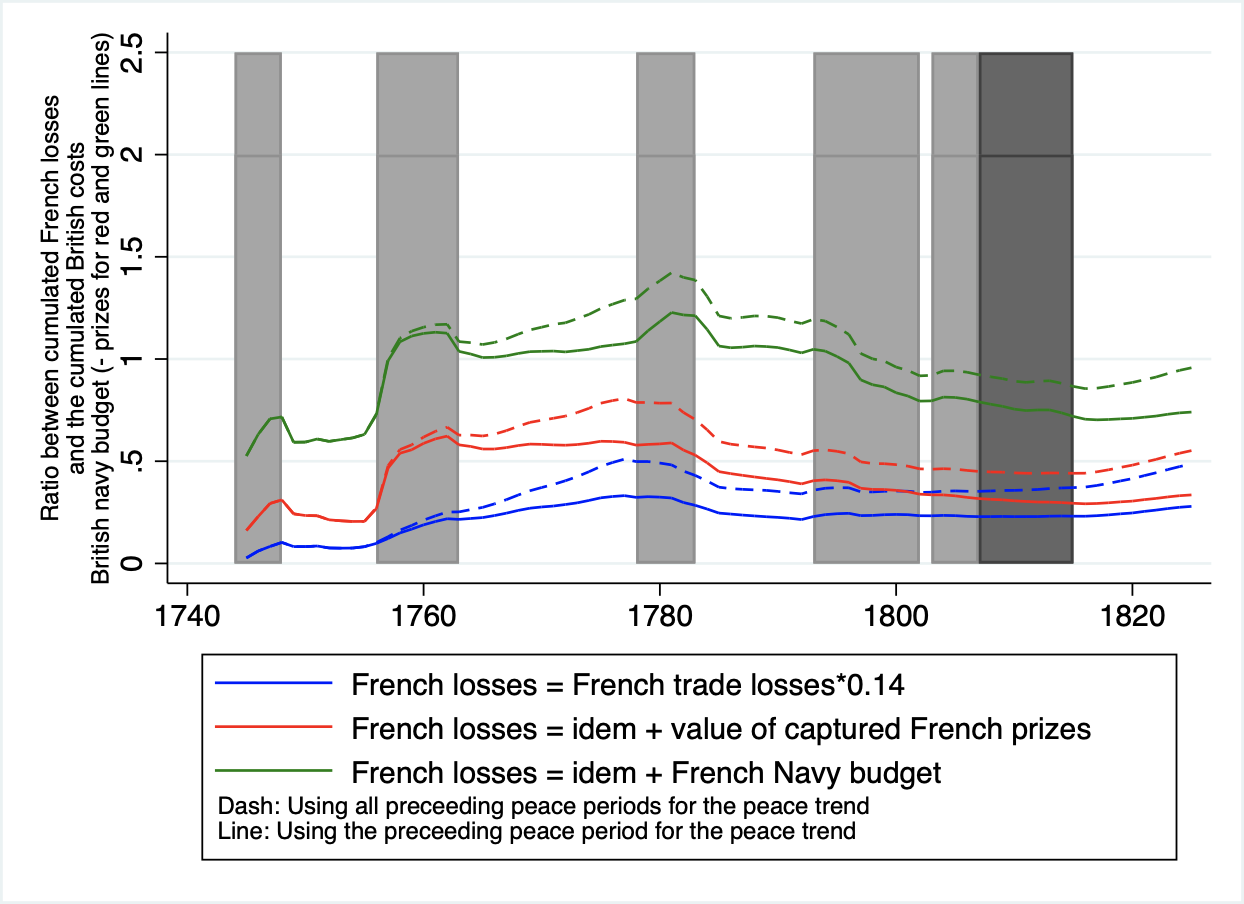 Ratio between cumulated French losses
and the cumulated British costs
British navy budget (- prizes for red and green lines)
2.5
2
1.5
1
.5
0
1740 1760 1780 1800 1820
French losses = French trade losses*0.14
French losses = idem + value of captured French prizes
French losses = idem + French Navy budget
Dash: Using all preceeding peace periods for the peace trend
Line: Using the preceeding peace period for the peace trend